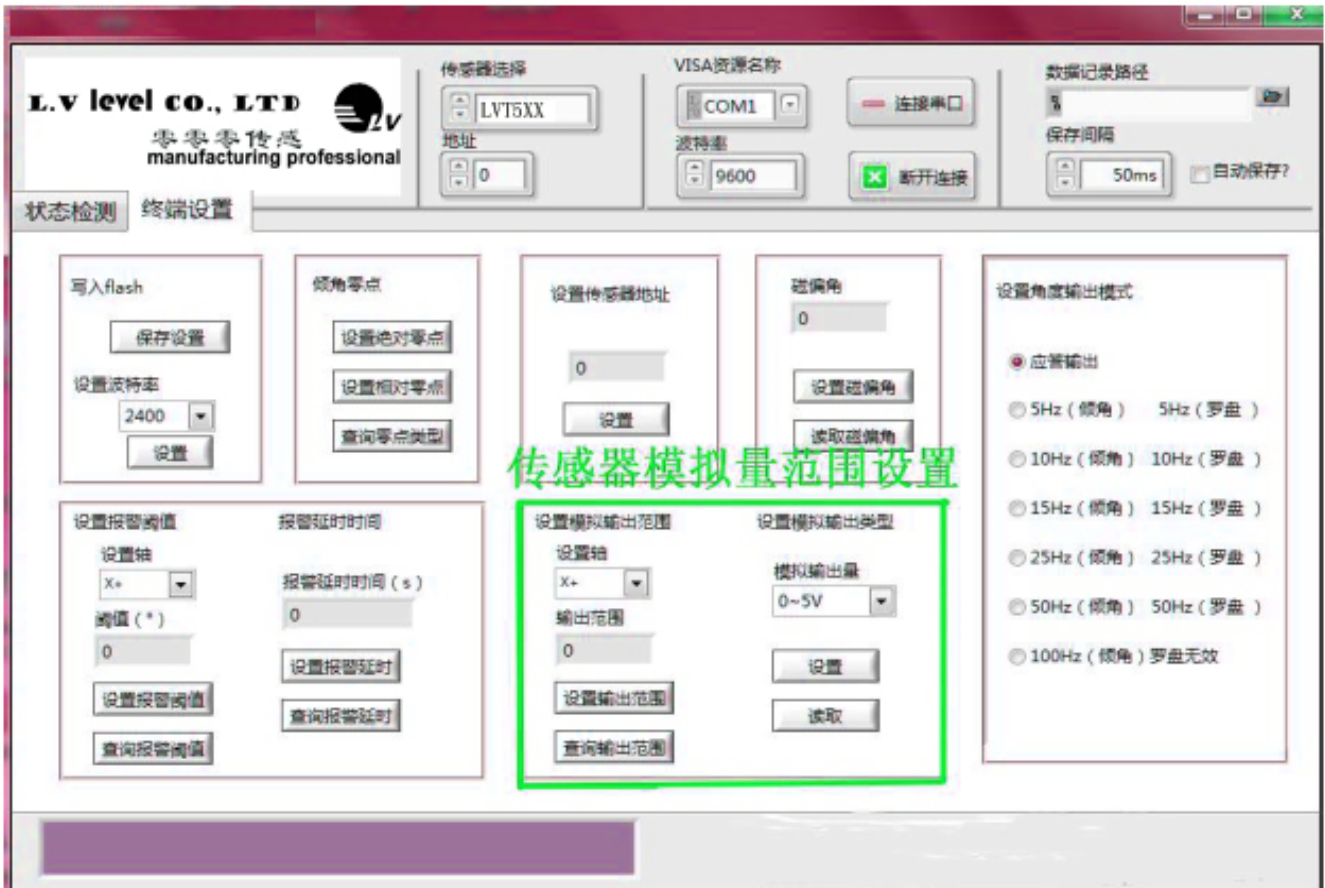 L.V level CO., LTD
零零零传感
manufacturing professional
LV
传感器选择
LVT5XX
地址
0
VISA资源名称
COM1
连接串口
波特率
9600
断开连接
数据记录路径
保存间隔
50ms
自动保存?
状态检测
终端设置
写入flash
保存设置
设置波特率
2400
设置
倾角零点
设置绝对零点
设置相对零点
查询零点类型
设置传感器地址
0
设置
磁偏角
0
设置磁偏角
读取磁偏角
设置角度输出模式
应答输出
5Hz(倾角) 5Hz(罗盘 )
10Hz(倾角) 10Hz(罗盘 )
15Hz(倾角) 15Hz(罗盘 )
25Hz(倾角) 25Hz(罗盘 )
50Hz(倾角) 50Hz(罗盘 )
100Hz(倾角)罗盘无效
设置报警阈值
设置轴
X+
阈值(°)
0
设置报警阈值
查询报警阈值
报警延时时间
报警延时时间(s)
0
设置报警延时
查询报警延时
传感器模拟量范围设置
设置模拟输出范围
设置轴
X+
输出范围
0
设置输出范围
查询输出范围
设置模拟输出类型
模拟输出量
0~5V
设置
读取